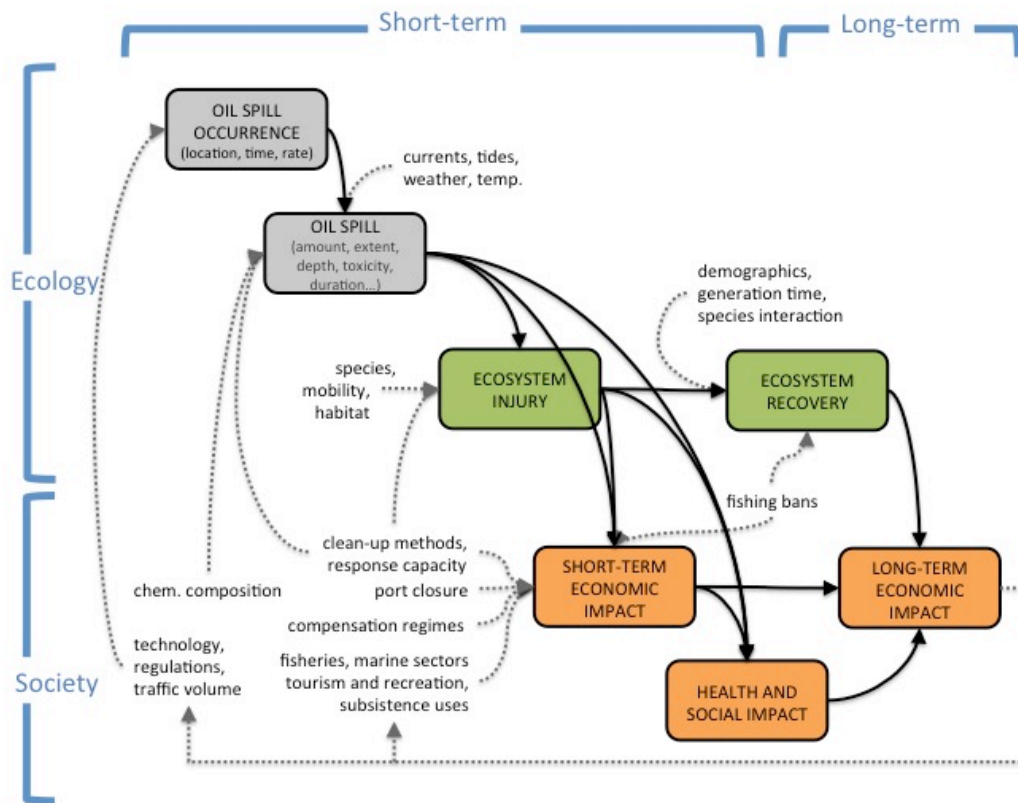 Short-term
Long-term
Ecology
Society
OIL SPILL
OCCURRENCE
(location, time, rate)
currents, tides,
weather, temp.
OIL SPILL
(amount, extent,
depth, toxicity,
duration...)
demographics,
generation time,
species interaction
species,
mobility,
habitat
ECOSYSTEM
INJURY
ECOSYSTEM
RECOVERY
fishing bans
clean-up methods,
response capacity
port closure
compensation regimes
fisheries, marine sectors
tourism and recreation,
subsistence uses
chem. composition
technology,
regulations,
traffic volume
SHORT-TERM
ECONOMIC
IMPACT
LONG-TERM
ECONOMIC
IMPACT
HEALTH AND
SOCIAL IMPACT